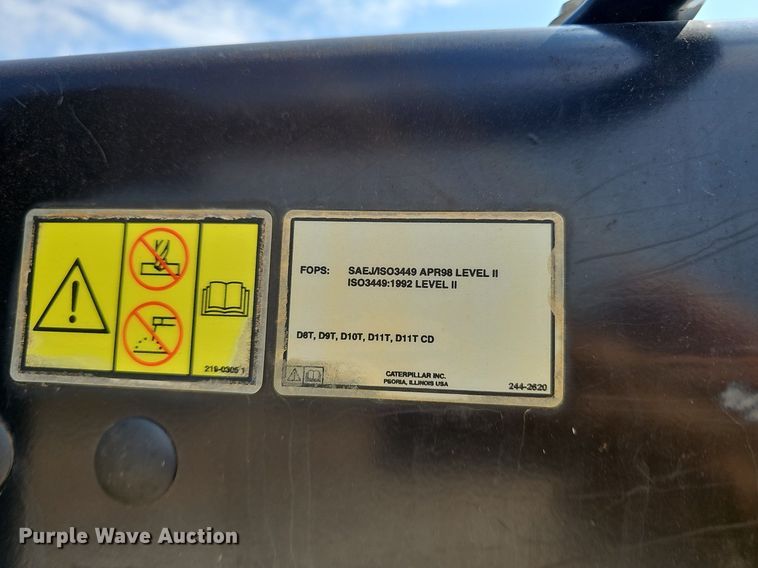 FOPS: SAEJ/ISO3449 APR98 LEVEL II
ISO3449:1992 LEVEL II
D8T, D9T, D10T, D11T, D11T CD
CATERPILLAR INC.
PEORIA, ILLINOIS USA
244-2620
219-0305 1
Purple Wave Auction